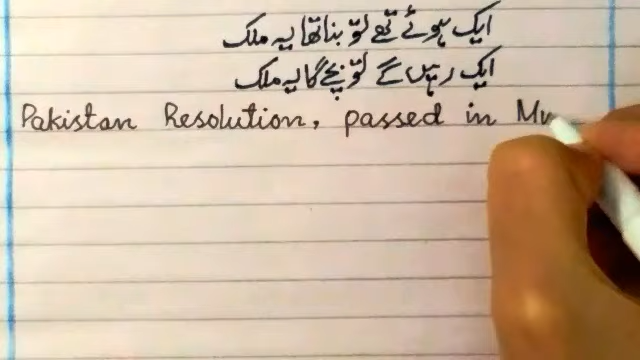 ایک ہوئے تھے تو بنا تھا یہ ملک
ایک رہیں گے تو بچے گا یہ ملک
Pakistan Resolution, passed in Mu